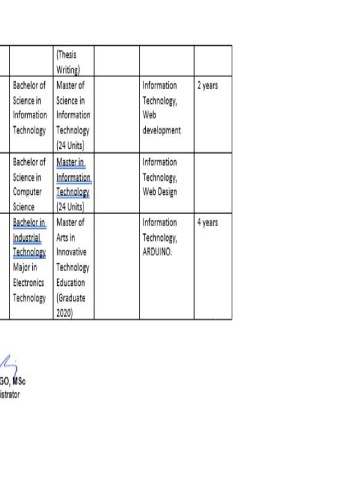 (Thesis
Writing)
Bachelor of
Science in
Information
Technology
Master of
Science in
Information
Technology
(24 Units)
Information
Technology,
Web
development
2 years
Bachelor of
Science in
Computer
Science
Master in
Information
Technology
(24 Units)
Information
Technology,
Web Design
Bachelor in
Industrial
Technology
Major in
Electronics
Technology
Master of
Arts in
Innovative
Technology
Education
(Graduate
2020)
Information
Technology,
ARDUINO.
4 years
GO, MSc
istrator